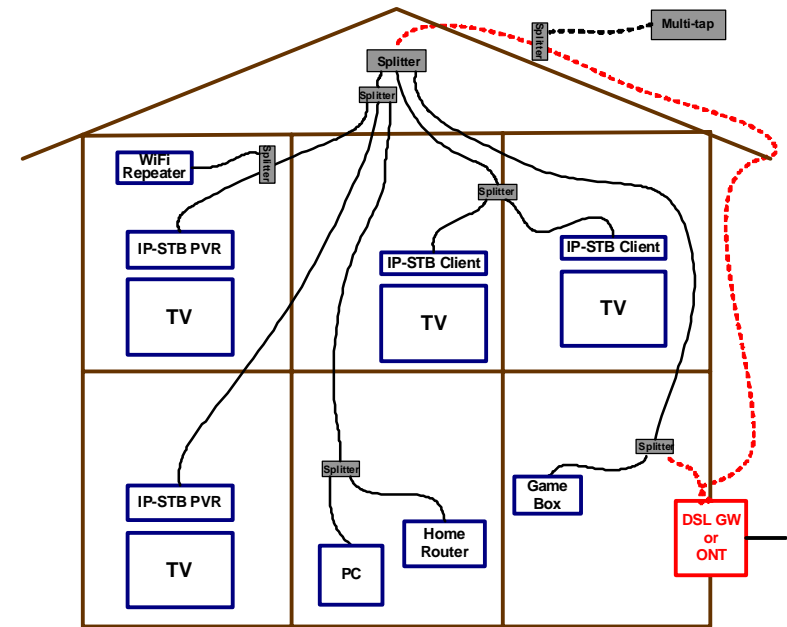 Multi-tap
Splitter
Splitter
Splitter
WiFi
Repeater
Splitter
Splitter
IP-STB PVR
IP-STB Client
IP-STB Client
TV
TV
TV
Splitter
Splitter
IP-STB PVR
Game
Box
DSL GW
or
ONT
Home
Router
TV
PC